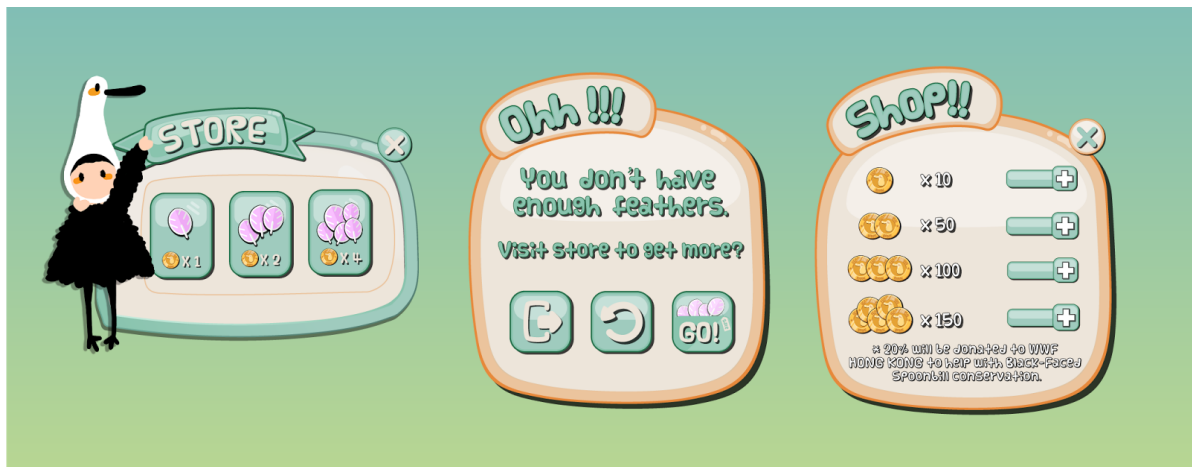 STORE
X 1
X 2
X 4
Ohh !!!
You don't have
enough feathers.
Visit store to get more?
GO!
Shop!!
x 10
x 50
x 100
x 150
* 20% will be donated to WWF
HONG KONG to help with Black-Faced
Spoonbill conservation.